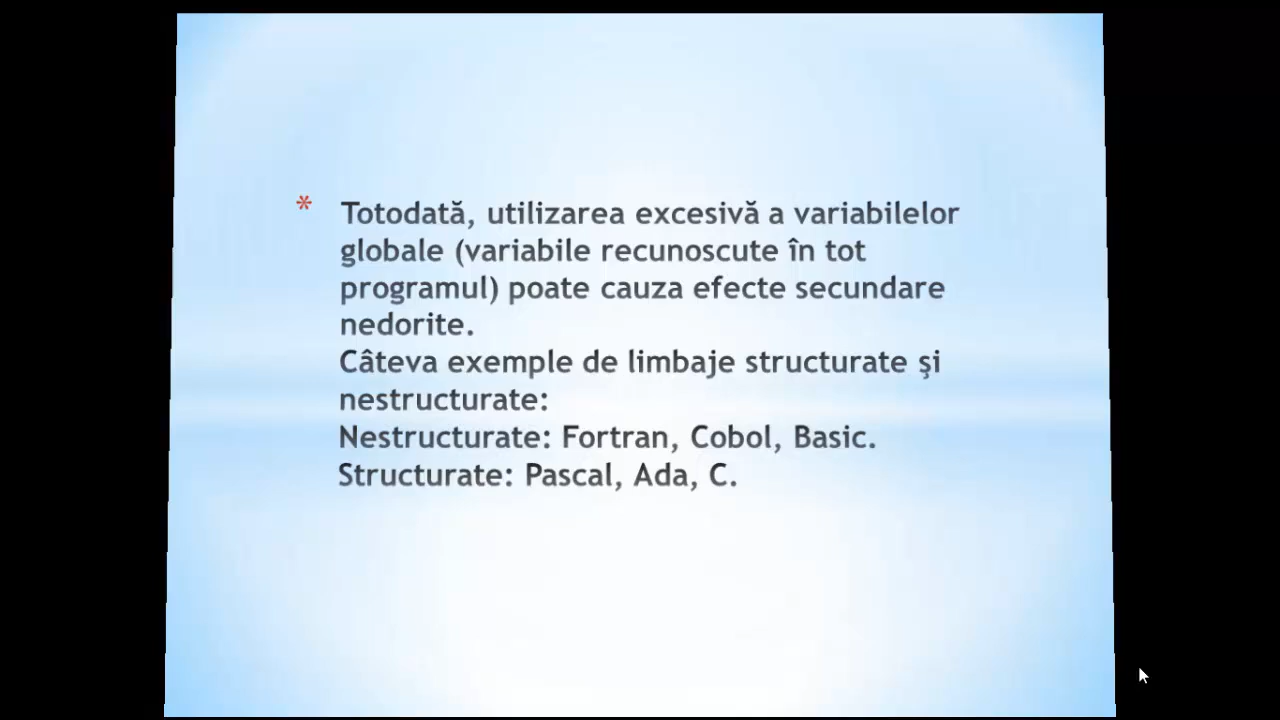 * Totodată, utilizarea excesivă a variabilelor
globale (variabile recunoscute în tot
programul) poate cauza efecte secundare
nedorite.
Câteva exemple de limbaje structurate şi
nestructurate:
Nestructurate: Fortran, Cobol, Basic.
Structurate: Pascal, Ada, C.